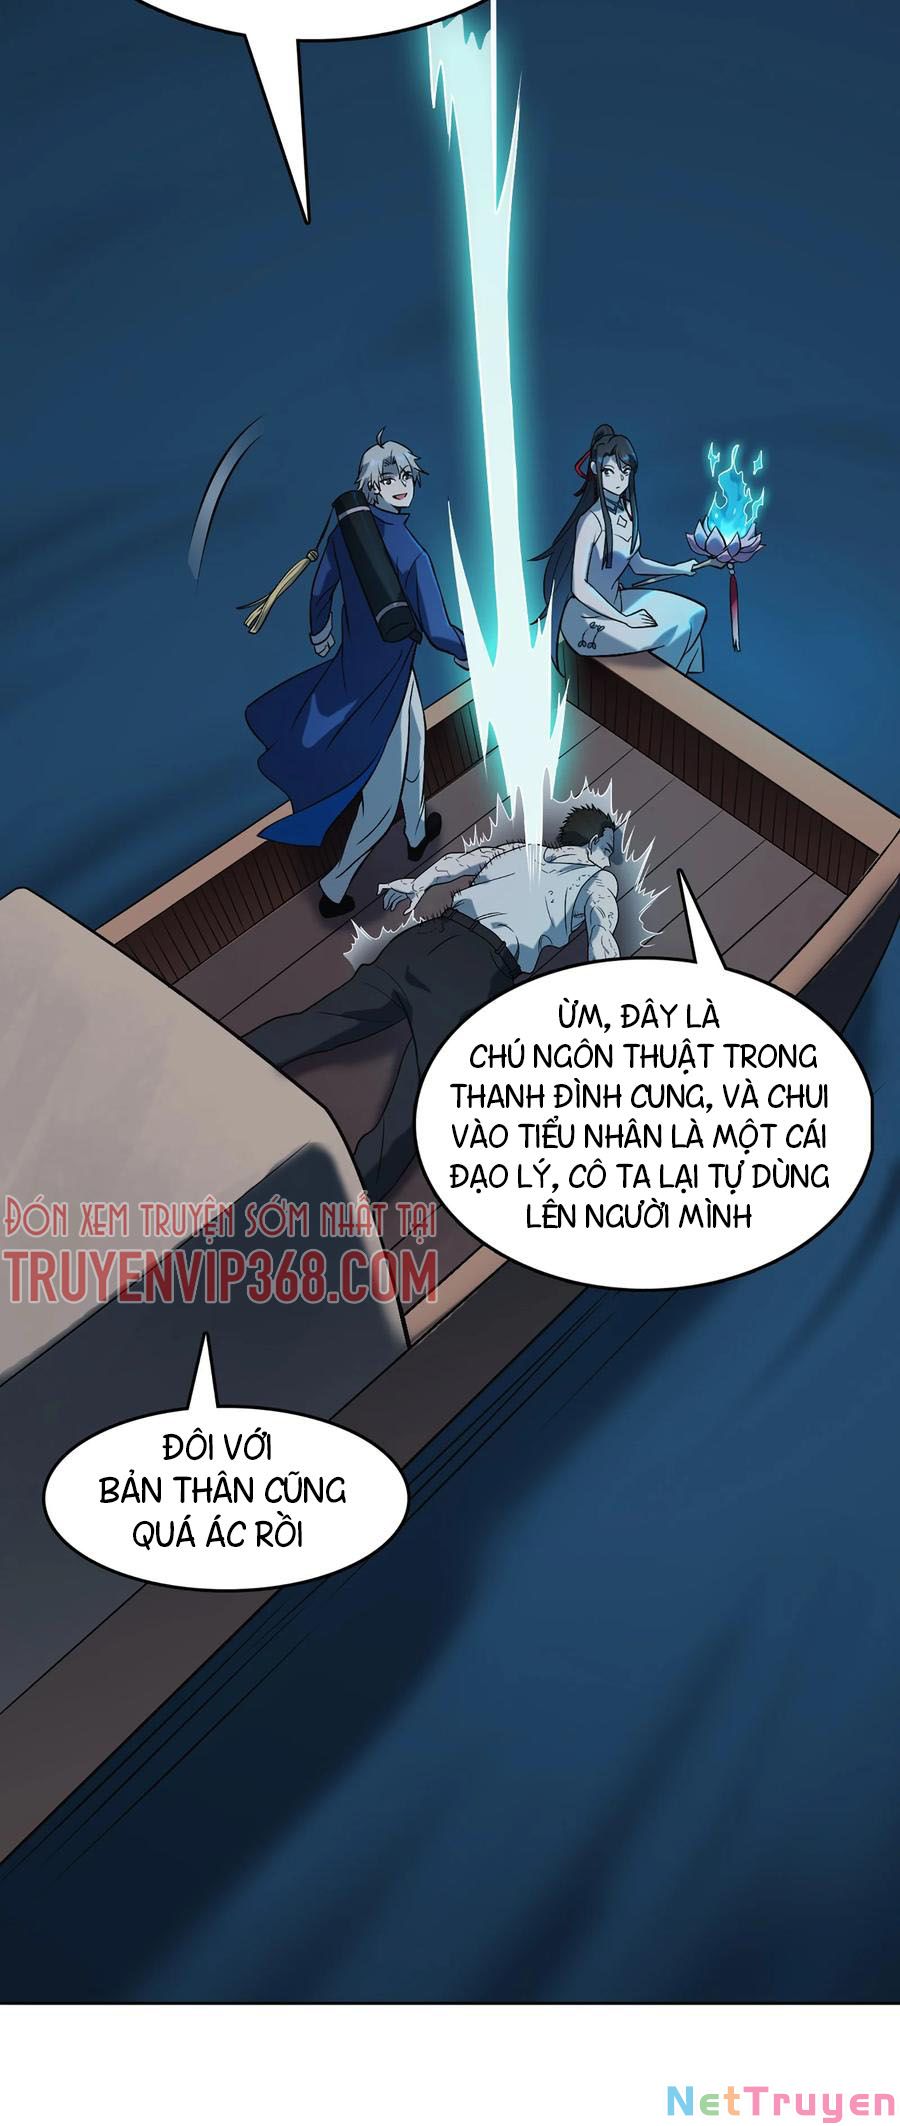 ỪM, ĐÂY LÀ
CHÚ NGÔN THUẬT TRONG
THANH ĐÌNH CUNG, VÀ CHUI
VÀO TIỂU NHÂN LÀ MỘT CÁI
ĐẠO LÝ, CÔ TA LẠI TỰ DÙNG
LÊN NGƯỜI MÌNH
ĐÓN XEM TRUYỆN SỚM NHẤT TẠI
TRUYENVIP368.COM
ĐÔI VỚI
BẢN THÂN CŨNG
QUÁ ÁC RỒI
NetTruyen